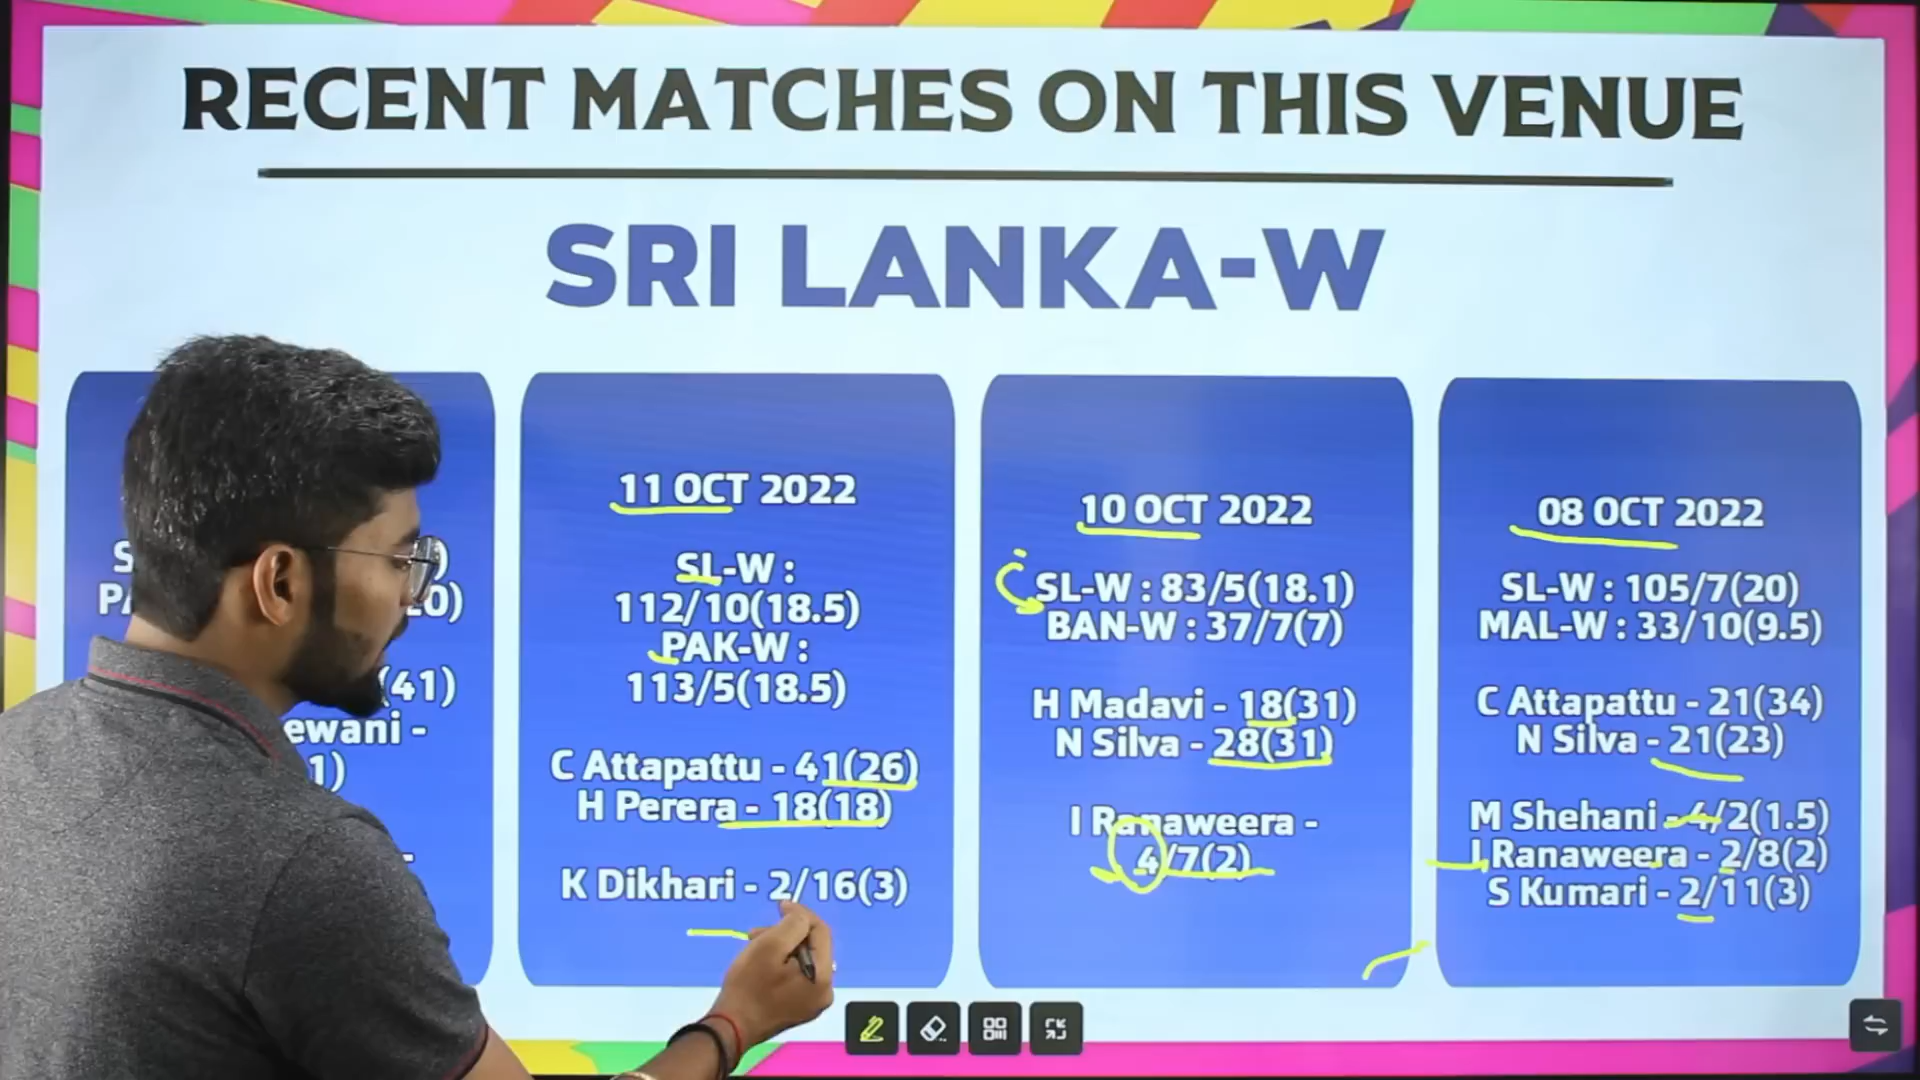 RECENT MATCHES ON THIS VENUE
SRI LANKA-W
20)
(41)
ewani -
1)
-
11 OCT 2022
SL-W :
112/10(18.5)
PAK-W :
113/5(18.5)
C Attapattu - 41(26)
H Perera - 18(18)
K Dikhari - 2/16(3)
10 OCT 2022
SL-W : 83/5(18.1)
BAN-W : 37/7(7)
H Madavi - 18(31)
N Silva - 28(31)
I Ranaweera -
4/7(2)
08 OCT 2022
SL-W : 105/7(20)
MAL-W : 33/10(9.5)
C Attapattu - 21(34)
N Silva - 21(23)
M Shehani - 4/2(1.5)
I Ranaweera - 2/8(2)
S Kumari - 2/11(3)